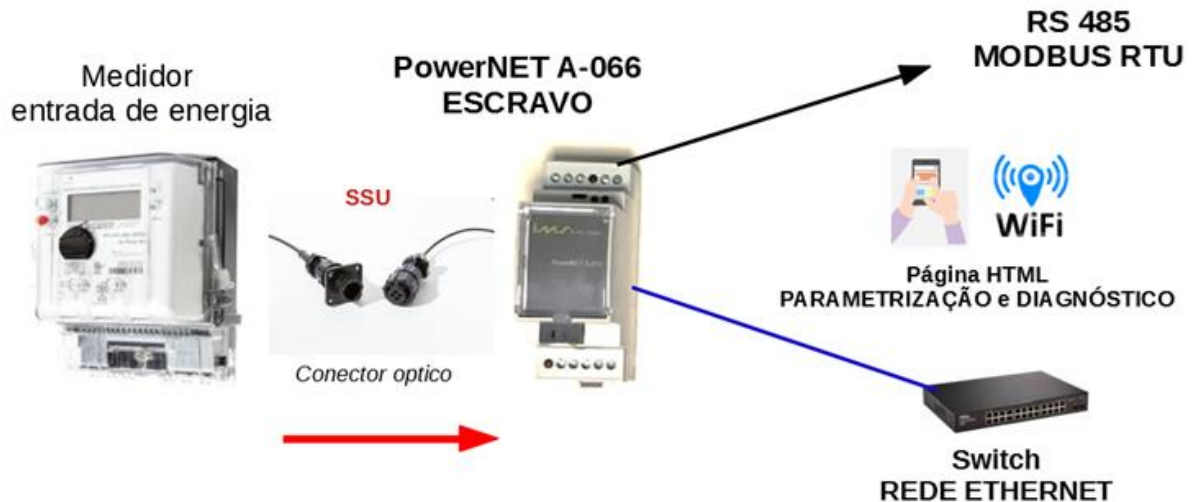 RS 485
MODBUS RTU
PowerNET A-066
ESCRAVO
Medidor
entrada de energia
SSU
WiFi
Página HTML
PARAMETRIZAÇÃO e DIAGNÓSTICO
Conector optico
Switch
REDE ETHERNET